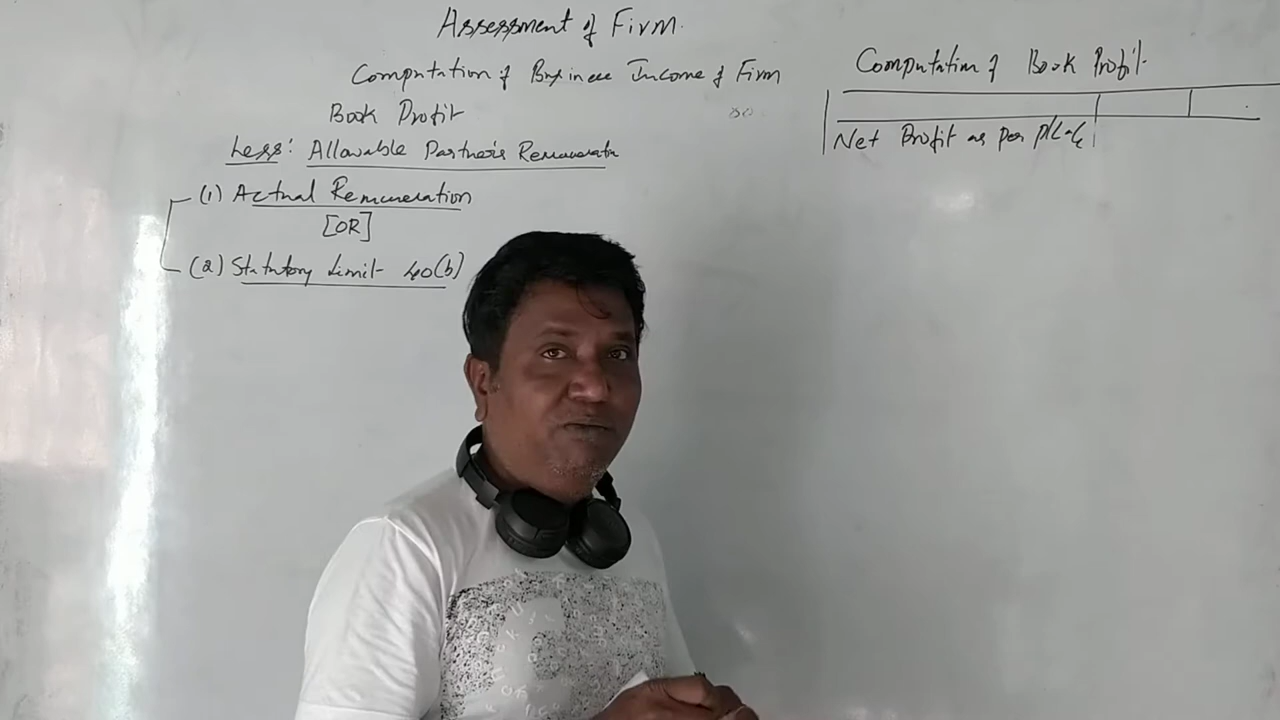 Assessment of Firm.
Computation of Business Income of Firm
Book Profit
Less: Allowable Partner's Remuneratn
(1) Actual Remuneration
[OR]
(2) Statutory Limit 40(b)
Computation of Book Profit
Net Profit as per P/L a/c